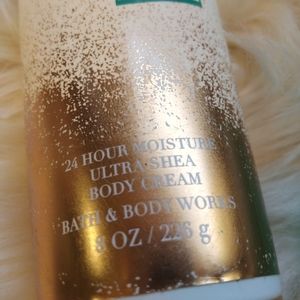 24 HOUR MOISTURE
ULTRA SHEA
BODY CREAM
BATH & BODY WORKS
8 OZ / 226 g